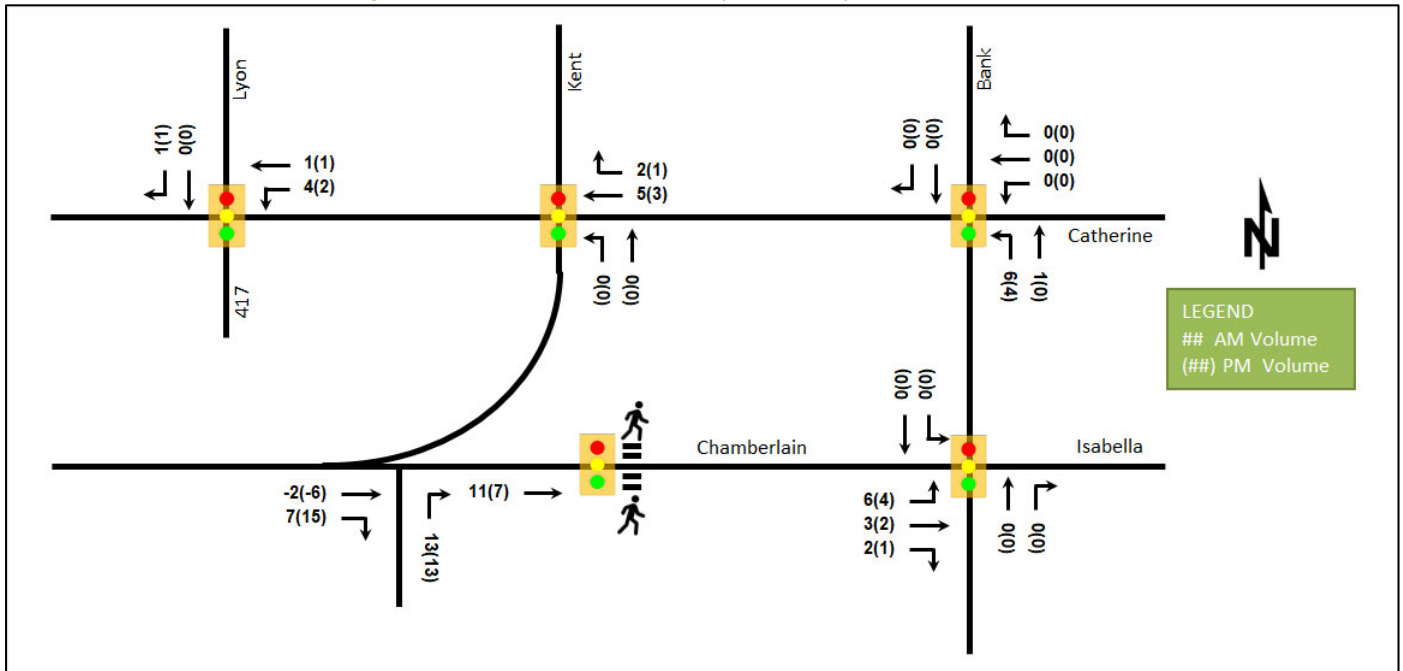 Lyon
Kent
Bank
1(1)
0(0)
1(1)
4(2)
2(1)
5(3)
0(0)
0(0)
0(0)
0(0)
0(0)
Catherine
417
0(0)
0(0)
6(4)
1(0)
N
LEGEND
## AM Volume
(##) PM Volume
0(0)
0(0)
Chamberlain
Isabella
-2(-6)
7(15)
13(13)
11(7)
6(4)
3(2)
2(1)
0(0)
0(0)